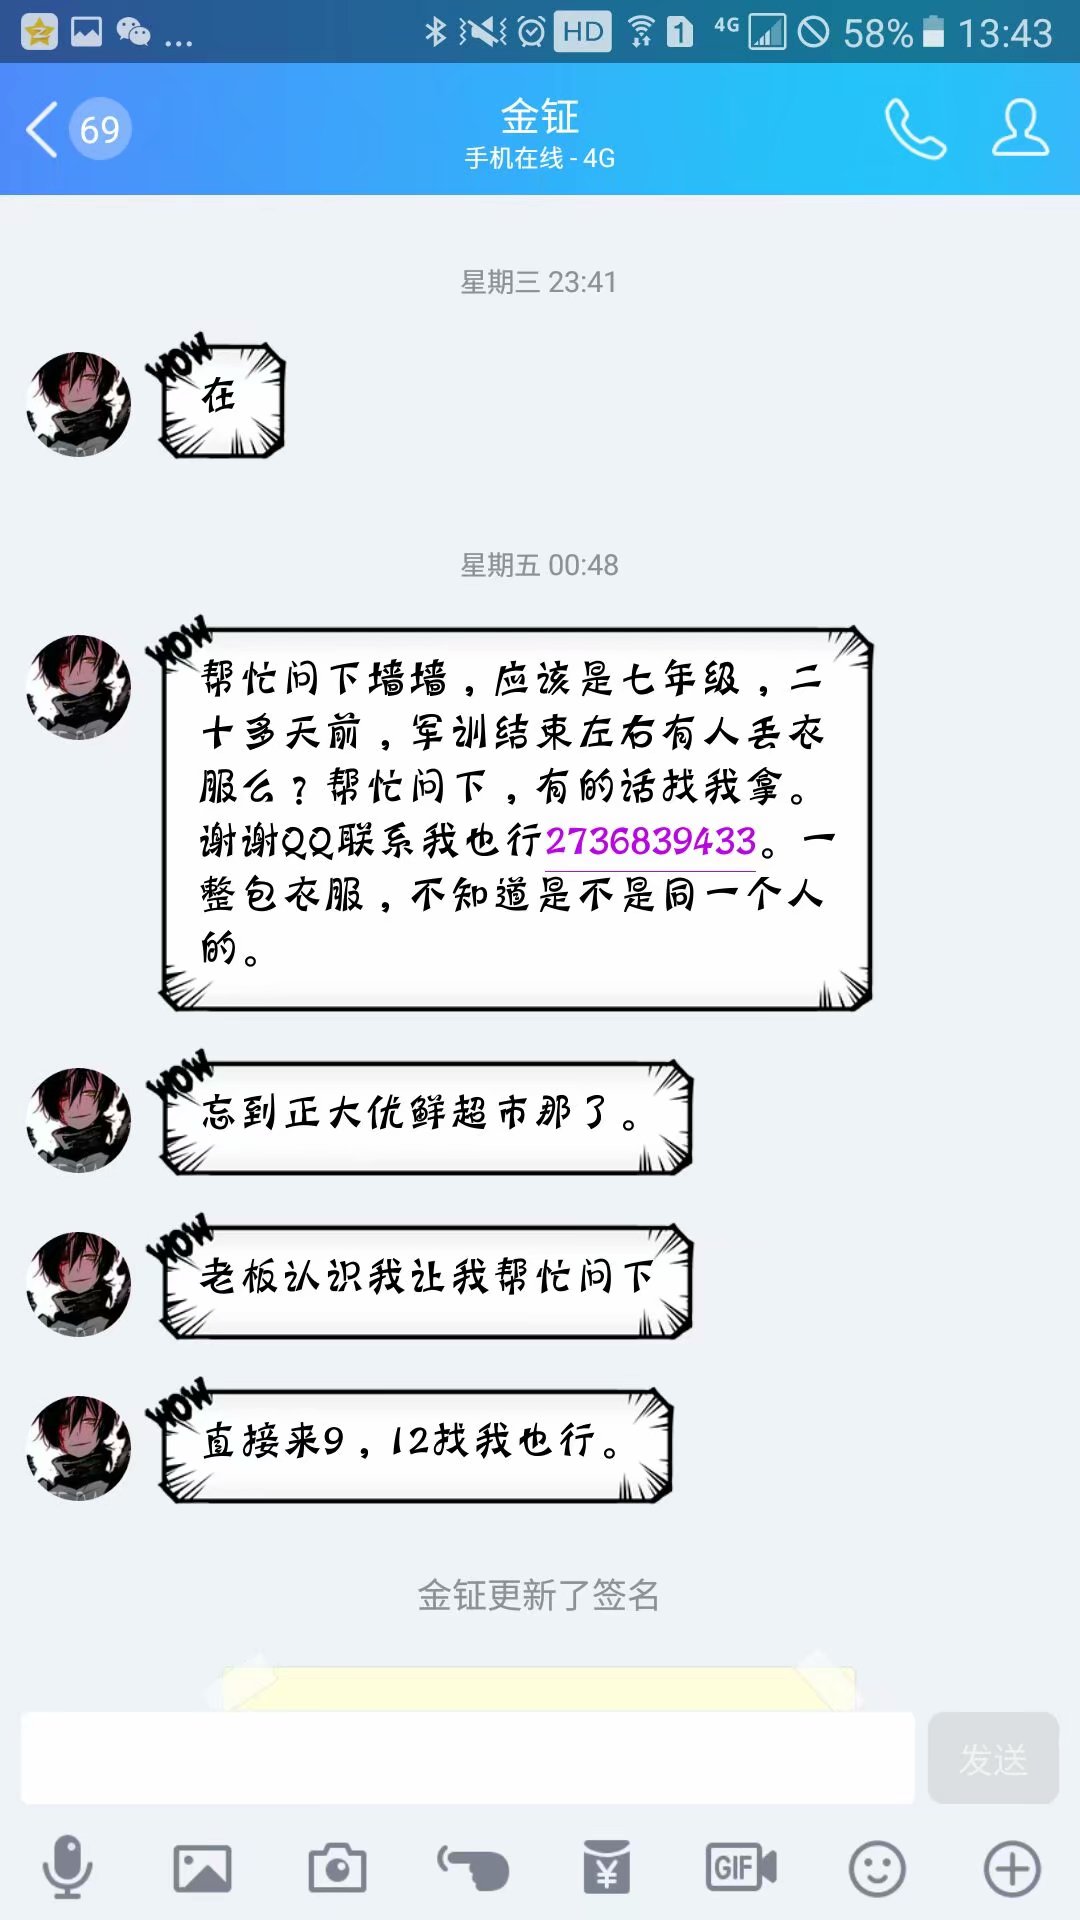 ... HD 1 4G 58% 13:43
69
金钲
手机在线 - 4G
星期三 23:41
WOW
在
星期五 00:48
WOW
帮忙问下墙墙，应该是七年级，二
十多天前，军训结束左右有人丢衣
服么？帮忙问下，有的话找我拿。
谢谢QQ联系我也行2736839433。一
整包衣服，不知道是不是同一个人
的。
WOW
忘到正大优鲜超市那了。
WOW
老板认识我让我帮忙问下
WOW
直接来9，12找我也行。
金钲更新了签名
发送
GIF